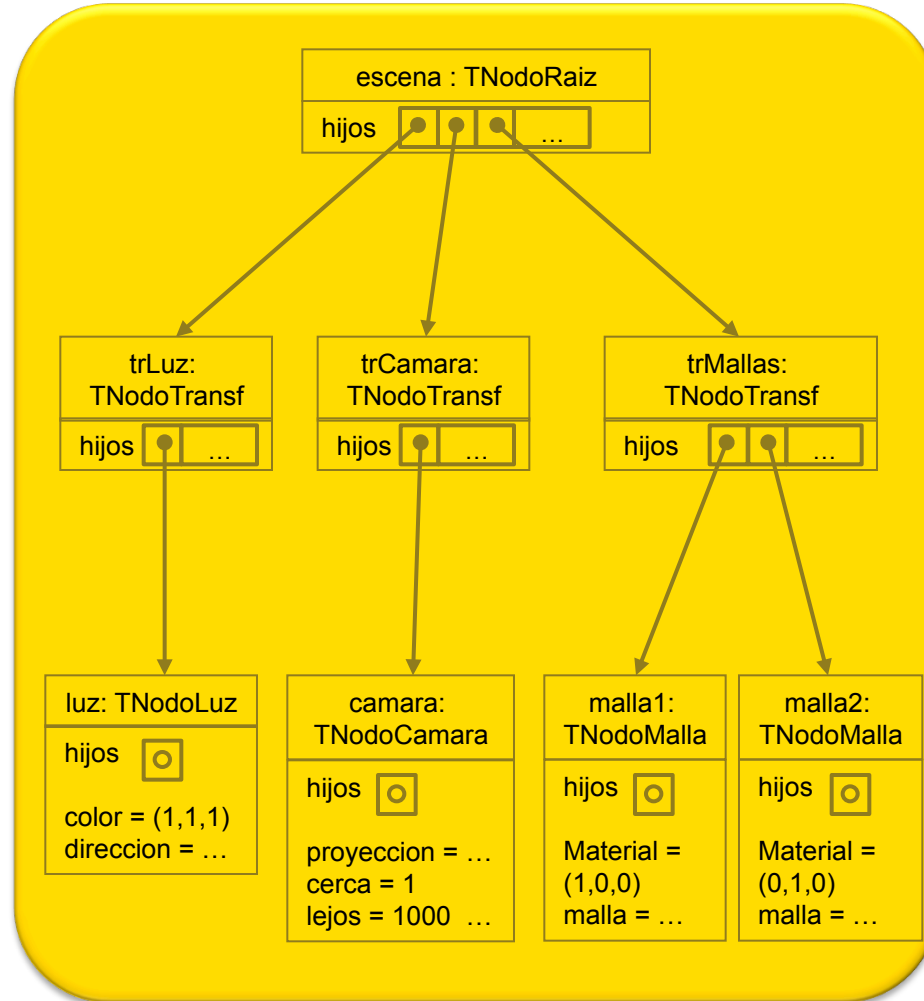 escena : TNodoRaiz
hijos
…
trLuz:
TNodoTransf
hijos
…
trCamara:
TNodoTransf
hijos
…
trMallas:
TNodoTransf
hijos
…
luz: TNodoLuz
hijos
color = (1,1,1)
direccion = …
camara:
TNodoCamara
hijos
proyeccion = …
cerca = 1
lejos = 1000 …
malla1:
TNodoMalla
hijos
Material =
(1,0,0)
malla = …
malla2:
TNodoMalla
hijos
Material =
(0,1,0)
malla = …